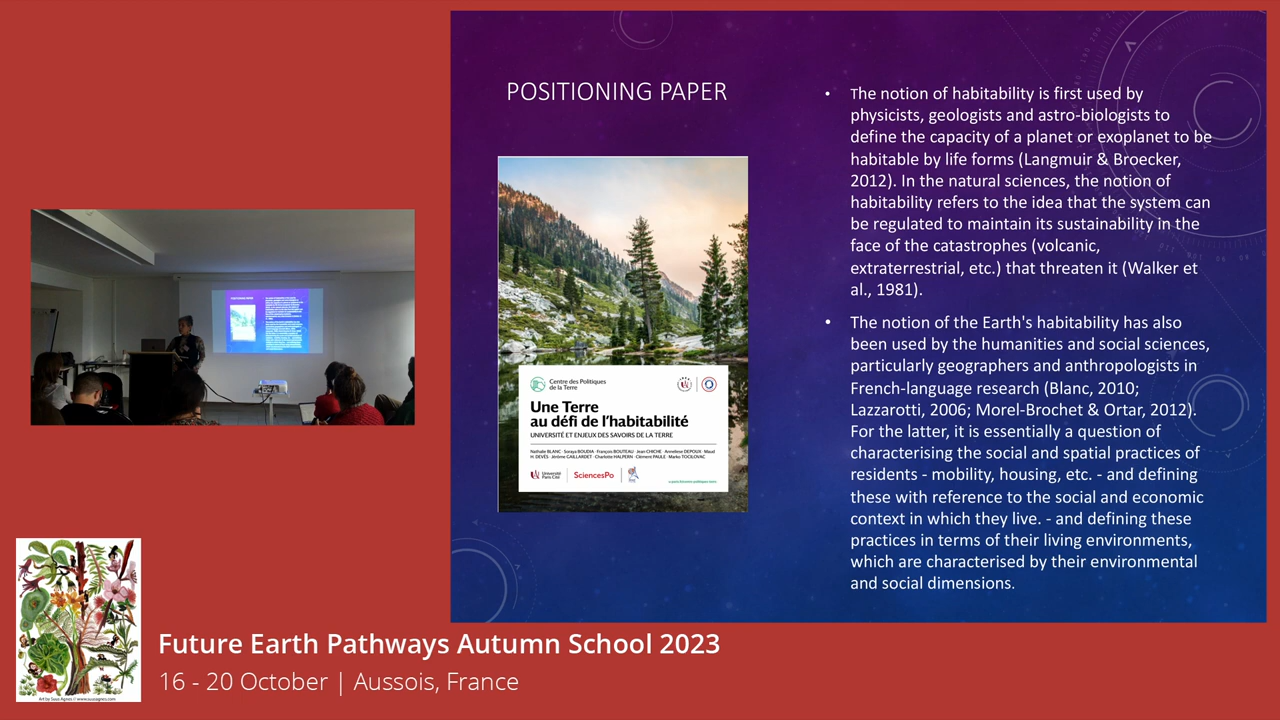 POSITIONING PAPER
Centre des Politiques
de la Terre
Une Terre
au défi de l'habitabilité
UNIVERSITÉ ET ENJEUX DES SAVOIRS DE LA TERRE
Nathalie BLANC · Soraya BOUDIA · François BOUTEAU · Jean CHICHE · Annelese DEPOUX · Maud
H. DEVÈS · Jérôme GAILLARDET · Charlotte HALPERN · Clément PAULE · Marko TOCILOVAC
Université
Paris Cité
SciencesPo
• The notion of habitability is first used by
physicists, geologists and astro-biologists to
define the capacity of a planet or exoplanet to be
habitable by life forms (Langmuir & Broecker,
2012). In the natural sciences, the notion of
habitability refers to the idea that the system can
be regulated to maintain its sustainability in the
face of the catastrophes (volcanic,
extraterrestrial, etc.) that threaten it (Walker et
al., 1981).
• The notion of the Earth's habitability has also
been used by the humanities and social sciences,
particularly geographers and anthropologists in
French-language research (Blanc, 2010;
Lazzarotti, 2006; Morel-Brochet & Ortar, 2012).
For the latter, it is essentially a question of
characterising the social and spatial practices of
residents - mobility, housing, etc. - and defining
these with reference to the social and economic
context in which they live. - and defining these
practices in terms of their living environments,
which are characterised by their environmental
and social dimensions.
POSITIONING PAPER
Future Earth Pathways Autumn School 2023
16 - 20 October | Aussois, France